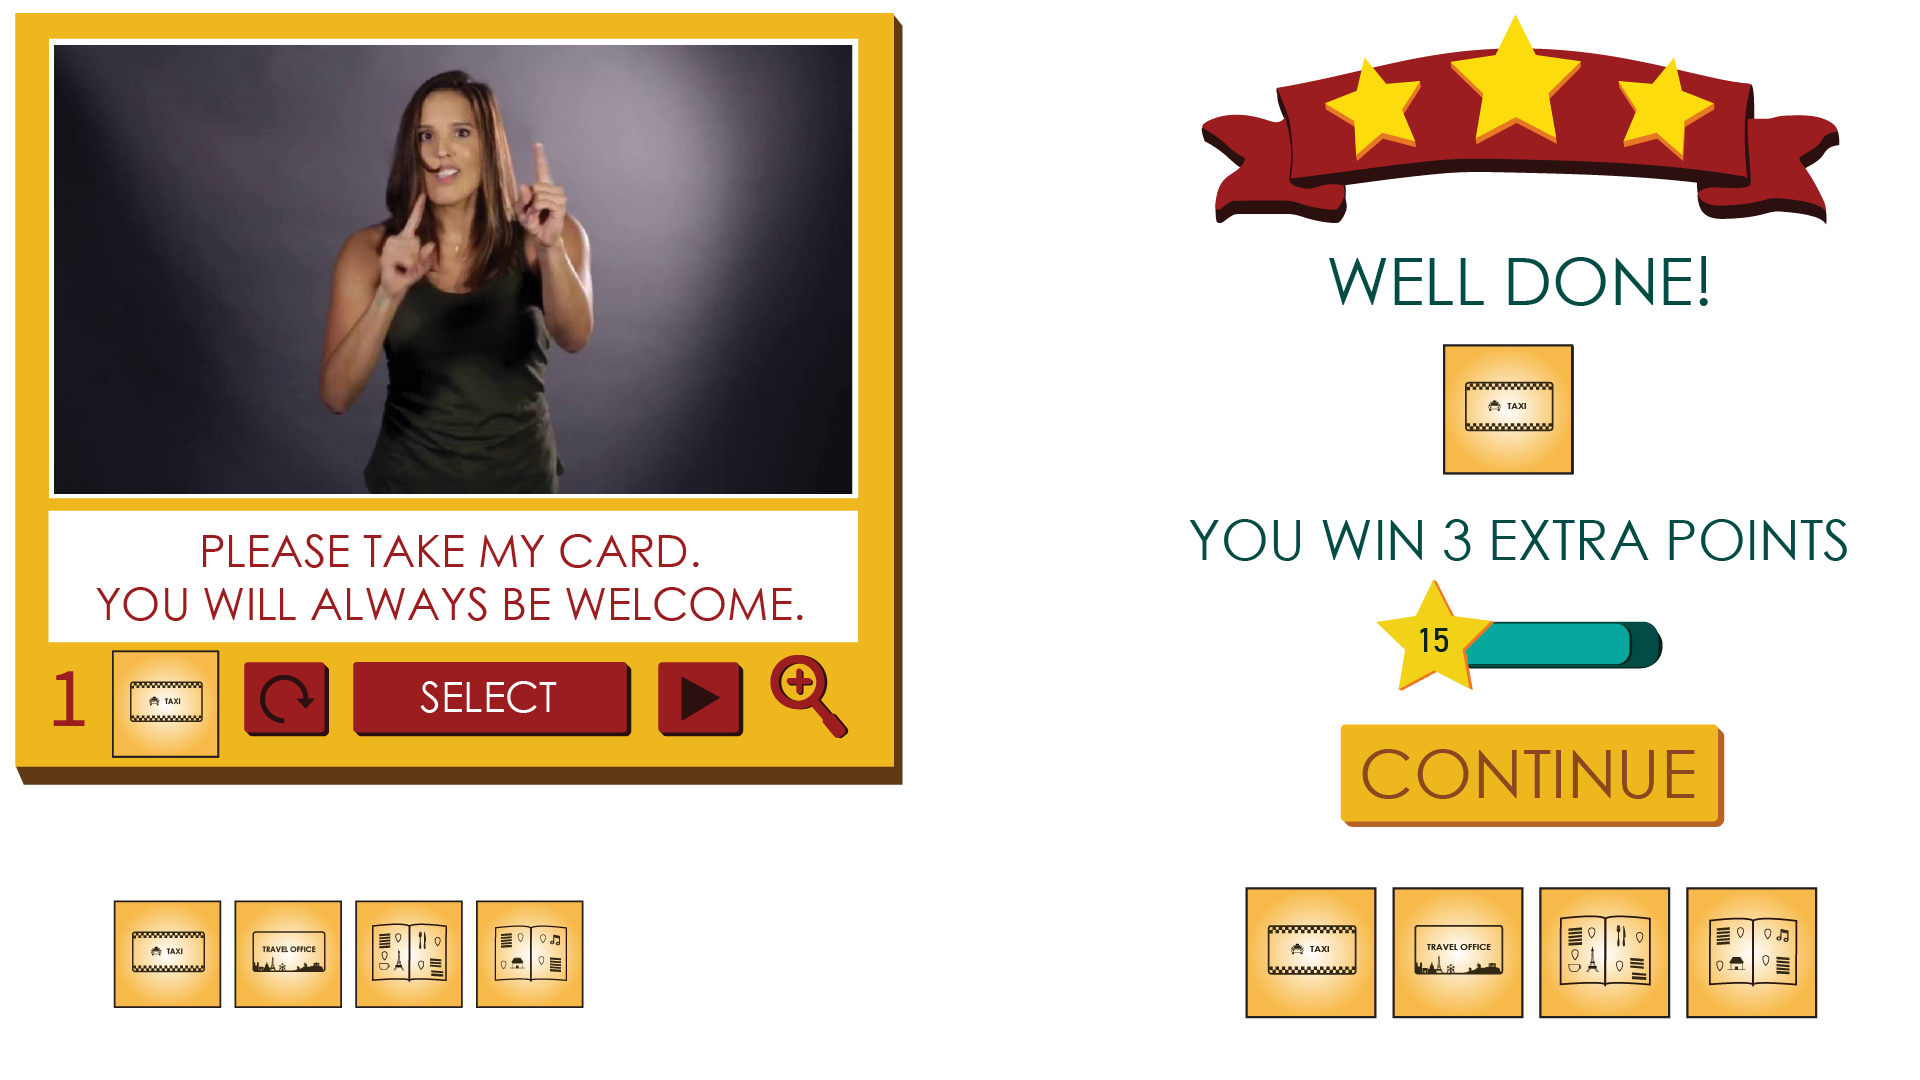 PLEASE TAKE MY CARD.
YOU WILL ALWAYS BE WELCOME.
1
TAXI
SELECT
TAXI
TRAVEL OFFICE
WELL DONE!
TAXI
YOU WIN 3 EXTRA POINTS
15
CONTINUE
TAXI
TRAVEL OFFICE